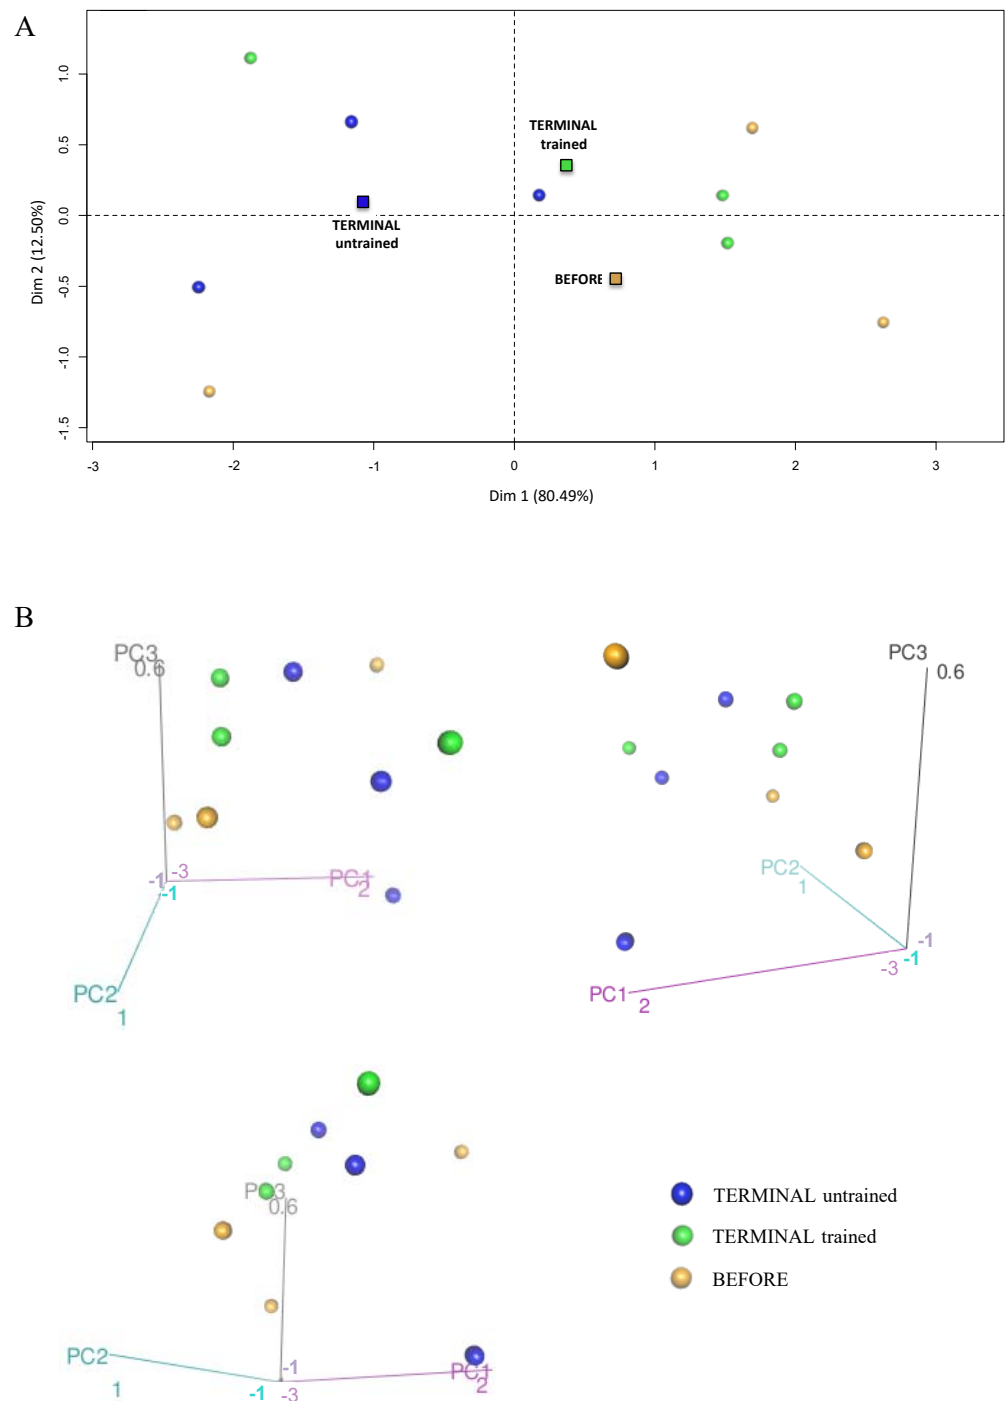 A
TERMINAL
trained
TERMINAL
untrained
BEFORE
Dim 2 (12.50%)
1.0
0.5
0.0
-0.5
-1.0
-1.5
-3
-2
-1
0
1
2
3
Dim 1 (80.49%)
B
PC3
0.6
-1
-3
-1
PC1
2
PC2
1
PC3
0.6
PC2
1
-1
-1
-3
PC1
2
PC3
0.6
PC2
1
-1
-1
-3
PC1
2
TERMINAL untrained
TERMINAL trained
BEFORE